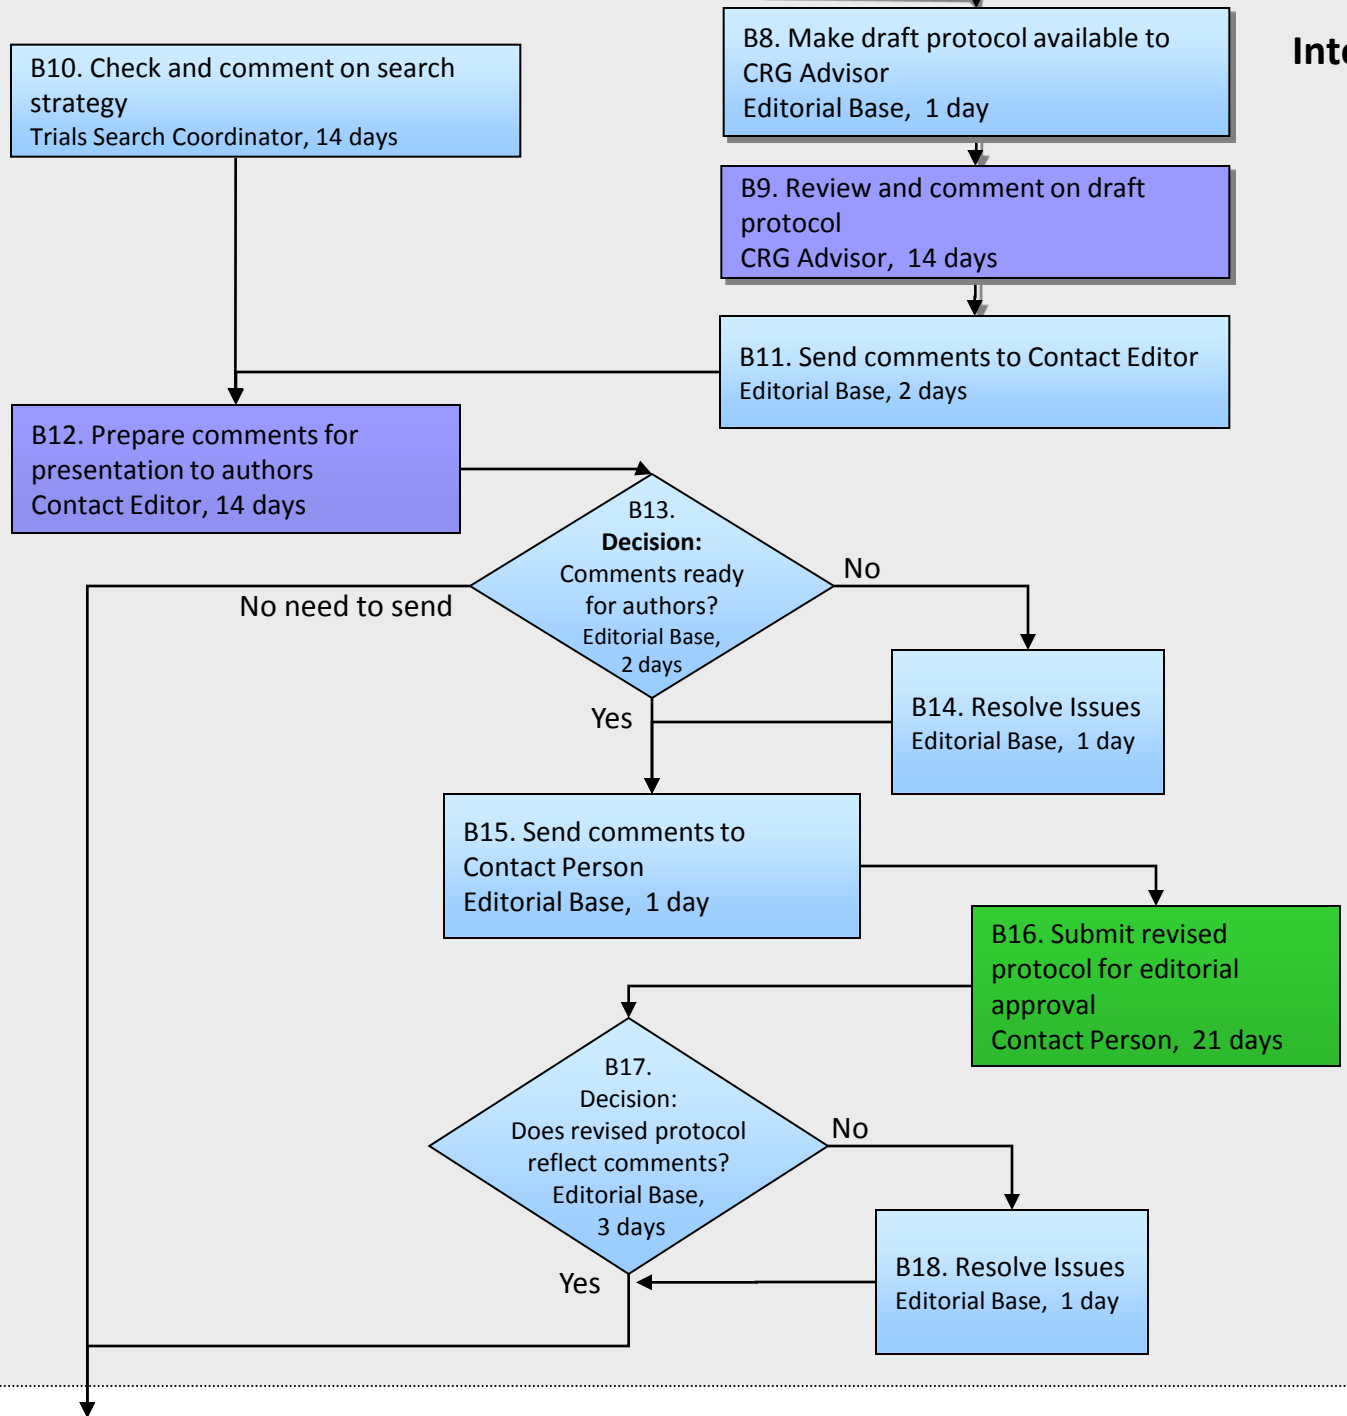 B8. Make draft protocol available to
CRG Advisor
Editorial Base, 1 day
B10. Check and comment on search
strategy
Trials Search Coordinator, 14 days
B9. Review and comment on draft
protocol
CRG Advisor, 14 days
B11. Send comments to Contact Editor
Editorial Base, 2 days
B12. Prepare comments for
presentation to authors
Contact Editor, 14 days
B13.
Decision:
Comments ready
for authors?
Editorial Base,
2 days
No
No need to send
Yes
B14. Resolve Issues
Editorial Base, 1 day
B15. Send comments to
Contact Person
Editorial Base, 1 day
B16. Submit revised
protocol for editorial
approval
Contact Person, 21 days
B17.
Decision:
Does revised protocol
reflect comments?
Editorial Base,
3 days
No
Yes
B18. Resolve Issues
Editorial Base, 1 day